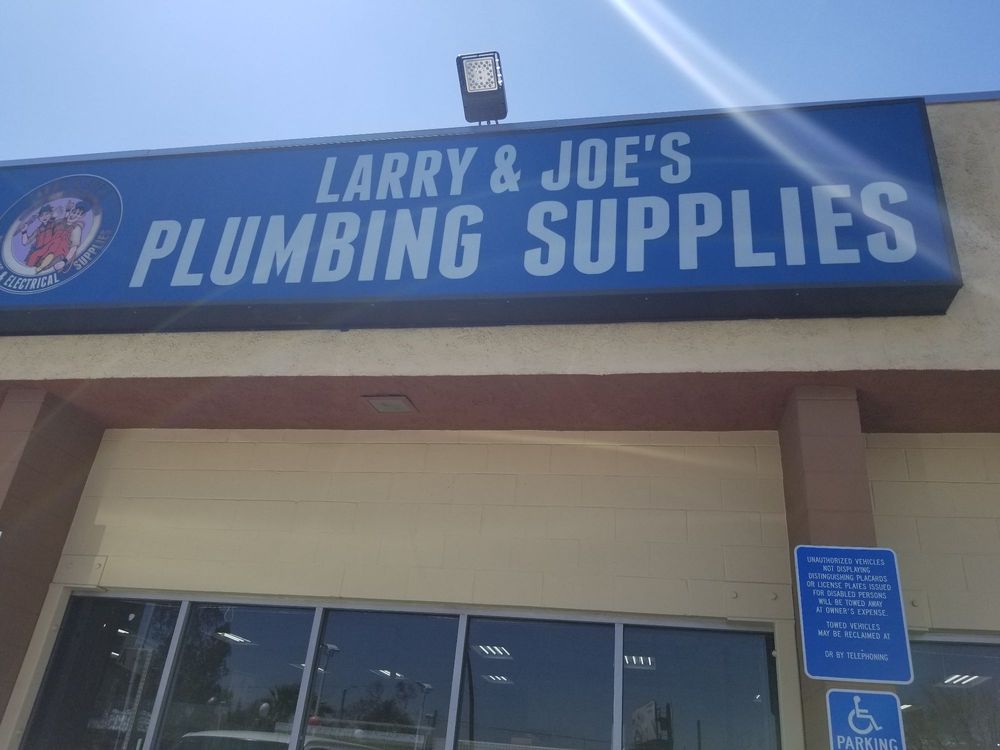 LARRY & JOE'S
PLUMBING SUPPLIES
& ELECTRICAL SUPPLIES
UNAUTHORIZED VEHICLES
NOT DISPLAYING
DISTINGUISHING PLACARDS
OR LICENSE PLATES ISSUED
FOR DISABLED PERSONS
WILL BE TOWED AWAY
AT OWNER'S EXPENSE.
TOWED VEHICLES
MAY BE RECLAIMED AT
OR BY TELEPHONING
PARKING